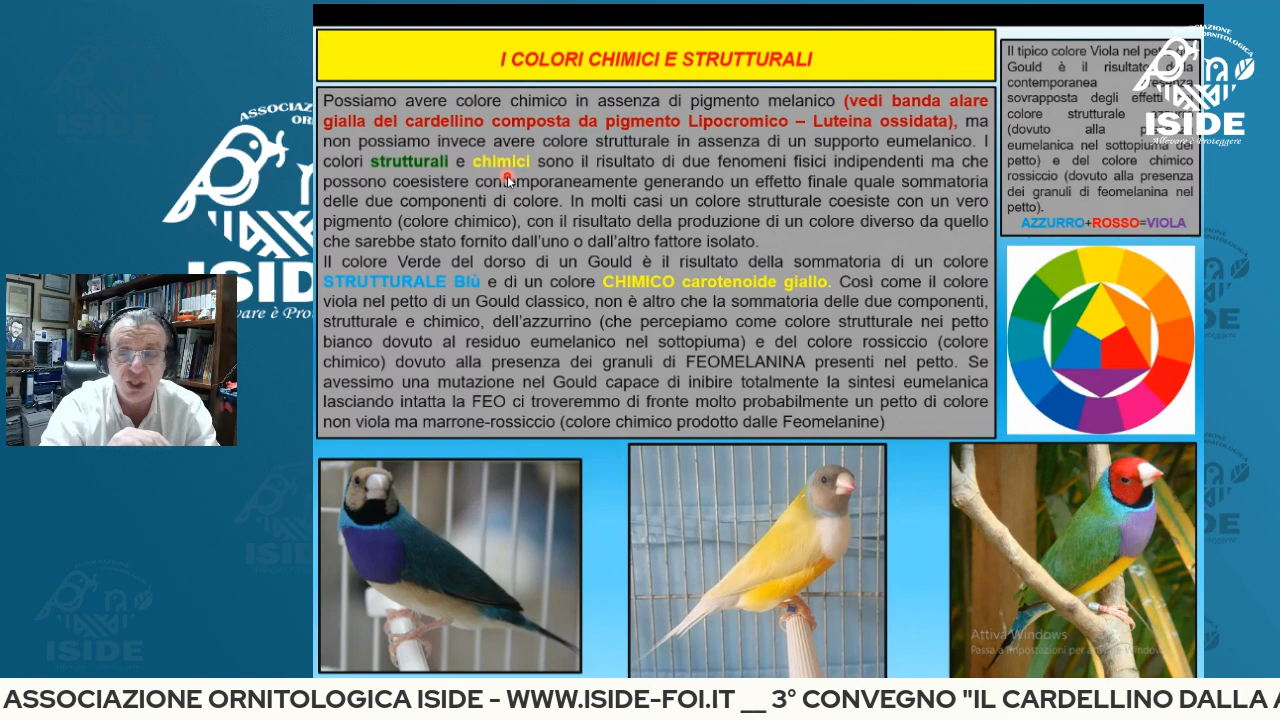 I COLORI CHIMICI E STRUTTURALI
Possiamo avere colore chimico in assenza di pigmento melanico (vedi banda alare
gialla del cardellino composta da pigmento Lipocromico – Luteina ossidata), ma
non possiamo invece avere colore strutturale in assenza di un supporto eumelanico. I
colori strutturali e chimici sono il risultato di due fenomeni fisici indipendenti ma che
possono coesistere contemporaneamente generando un effetto finale quale sommatoria
delle due componenti di colore. In molti casi un colore strutturale coesiste con un vero
pigmento (colore chimico), con il risultato della produzione di un colore diverso da quello
che sarebbe stato fornito dall'uno o dall'altro fattore isolato.
Il colore Verde del dorso di un Gould è il risultato della sommatoria di un colore
STRUTTURALE Blù e di un colore CHIMICO carotenoide giallo. Così come il colore
viola nel petto di un Gould classico, non è altro che la sommatoria delle due componenti,
strutturale e chimico, dell'azzurrino (che percepiano come colore strutturale nei petto
bianco dovuto al residuo eumelanico nel sottopiuma) e del colore rossiccio (colore
chimico) dovuto alla presenza dei granuli di FEOMELANINA presenti nel petto. Se
avessimo una mutazione nel Gould capace di inibire totalmente la sintesi eumelanica
lasciando intatta la FEO ci troveremmo di fronte molto probabilmente un petto di colore
non viola ma marrone-rossiccio (colore chimico prodotto dalle Feomelanine)
Il tipico colore Viola nel
Gould è il risultato
contemporanea
sovrapposta degli effetti
colore strutturale
(dovuto alla
eumelanica nel sottopiuma
petto) e del colore chimico
rossiccio (dovuto alla presenza
dei granuli di feomelanina nel
petto).
AZZURRO+ROSSO=VIOLA
ASSOCIAZIONE
ORNITOLOGICA
ISIDE
Allevare è Proteggere
Attiva Windows
Passa a Impostazioni per
ASSOCIAZIONE ORNITOLOGICA ISIDE - WWW.ISIDE-FOI.IT __ 3° CONVEGNO "IL CARDELLINO DALLA